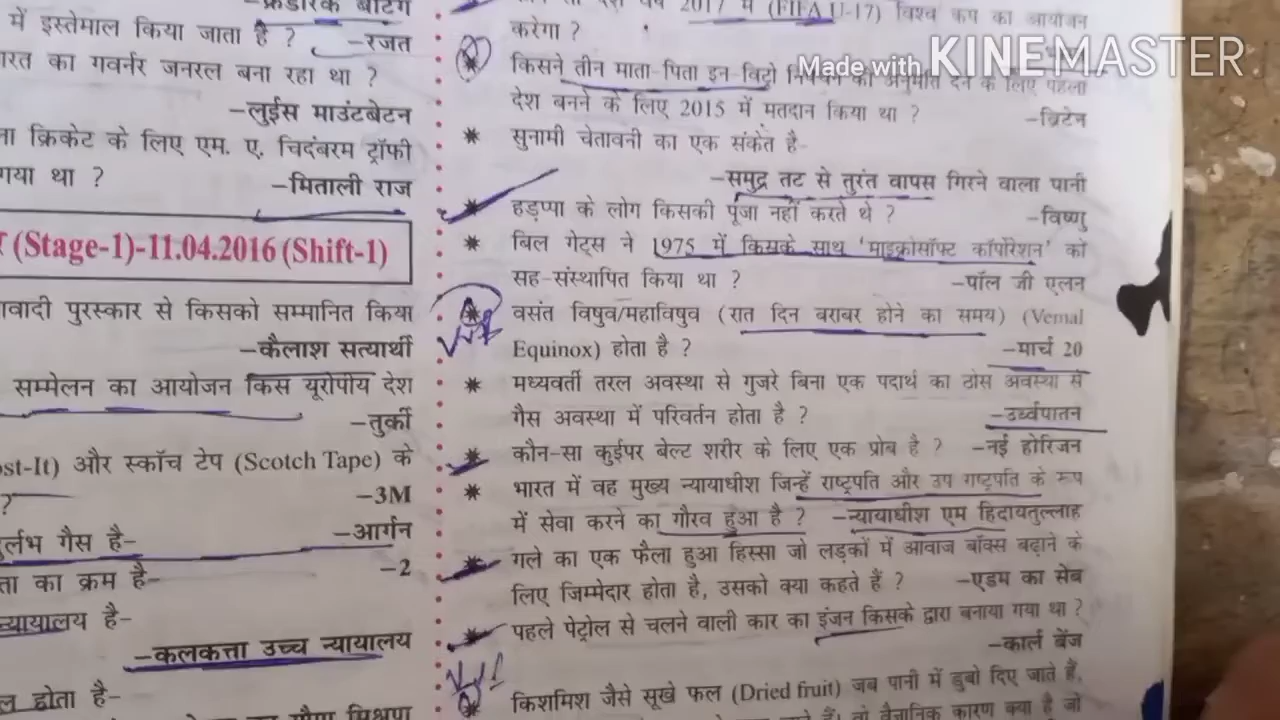 में इस्तेमाल किया जाता है ?
–रजत
का गवर्नर जनरल बना रहा था ?
–लुईस माउंटबेटन
क्रिकेट के लिए एम. ए. चिदंबरम ट्रॉफी
गया था ?
–मिताली राज
(Stage-1)-11.04.2016 (Shift-1)
पुरस्कार से किसको सम्मानित किया
–कैलाश सत्यार्थी
सम्मेलन का आयोजन किस यूरोपीय देश
–तुर्की
और स्कॉच टेप (Scotch Tape) के
?
–3M
गैस है–
–आर्गन
का क्रम है–
–2
न्यायालय है–
–कलकत्ता उच्च न्यायालय
होता है–
2017 में (FIFA U-17) विश्व कप का आयोजन
करेगा ?
Made with KINEMASTER
किसने तीन माता-पिता इन-विट्रो के लिए पहला
देश बनने के लिए 2015 में मतदान किया था ?
–ब्रिटेन
* सुनामी चेतावनी का एक संकेत है–
–समुद्र तट से तुरंत वापस गिरने वाला पानी
* हड़प्पा के लोग किसकी पूजा नहीं करते थे ?
–विष्णु
* बिल गेट्स ने 1975 में किसके साथ 'माइक्रोसॉफ्ट कॉर्पोरेशन' को
सह-संस्थापित किया था ?
–पॉल जी एलन
* वसंत विषुव/महाविषुव (रात दिन बराबर होने का समय) (Vernal
Equinox) होता है ?
–मार्च 20
* मध्यवर्ती तरल अवस्था से गुजरे बिना एक पदार्थ का ठोस अवस्था से
गैस अवस्था में परिवर्तन होता है ?
–उर्ध्वपातन
* कौन-सा कुईपर बेल्ट शरीर के लिए एक प्रोब है ? –नई होरिजन
* भारत में वह मुख्य न्यायाधीश जिन्हें राष्ट्रपति और उप राष्ट्रपति के रूप
में सेवा करने का गौरव हुआ है ? –न्यायाधीश एम हिदायतुल्लाह
* गले का एक फैला हुआ हिस्सा जो लड़कों में आवाज बॉक्स बढ़ाने के
लिए जिम्मेदार होता है, उसको क्या कहते हैं ? –एडम का सेब
* पहले पेट्रोल से चलने वाली कार का इंजन किसके द्वारा बनाया गया था ?
–कार्ल बेंज
किशमिश जैसे सूखे फल (Dried fruit) जब पानी में डुबो दिए जाते हैं,
वैज्ञानिक कारण क्या है जो